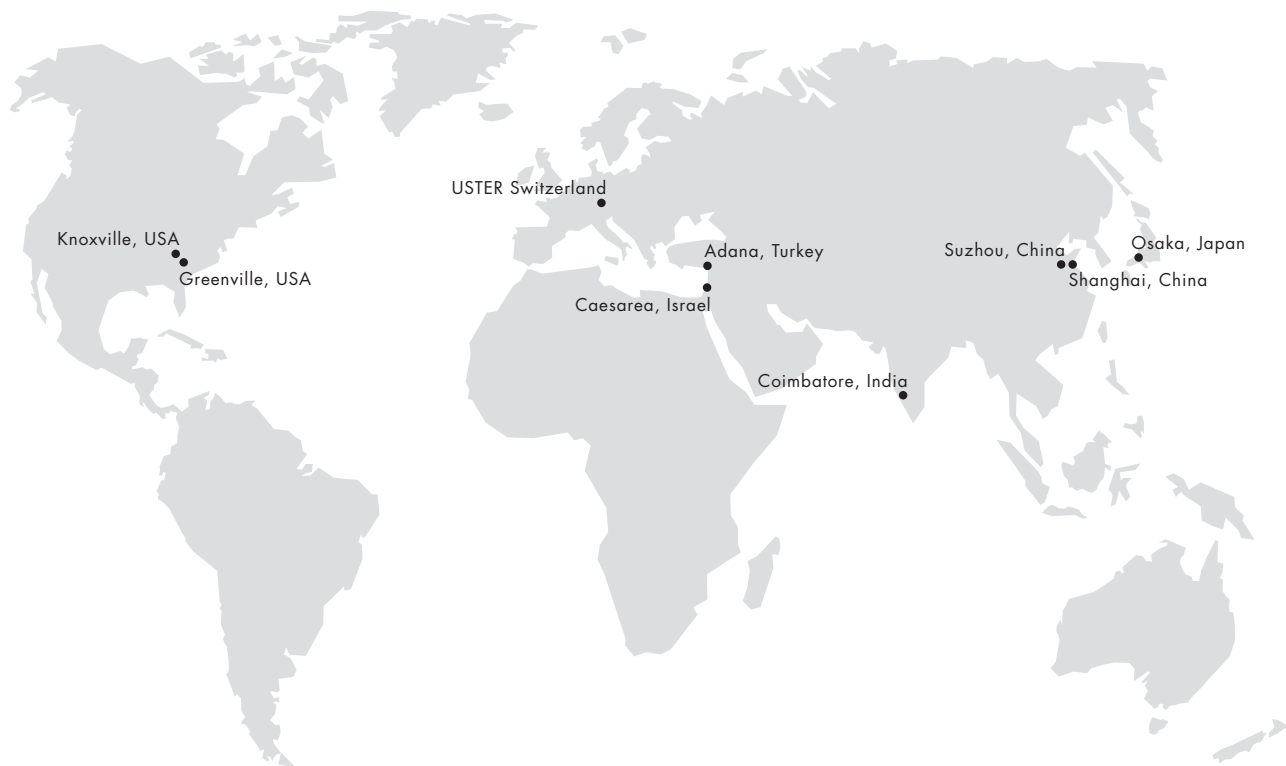 USTER Switzerland
Knoxville, USA
Osaka, Japan
Suzhou, China
Adana, Turkey
Greenville, USA
Shanghai, China
Caesarea, Israel
Coimbatore, India